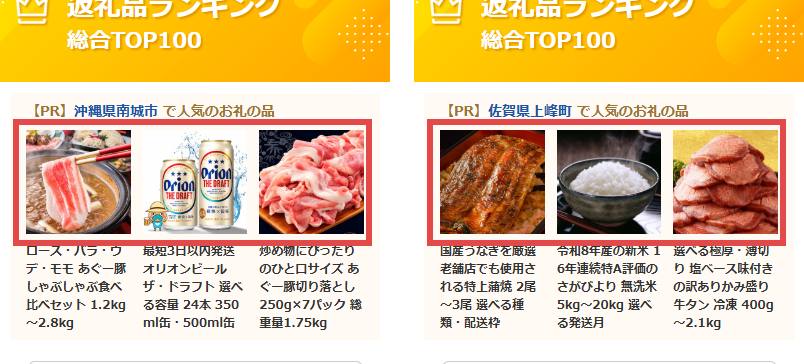 返礼品ランキング
総合TOP100
【PR】沖縄県南城市 で人気のお礼の品
Orion
THE DRAFT
Orion
THE DRAFT
ロース・バラ・ウ
デ・モモ あぐー豚
しゃぶしゃぶ食べ
比べセット 1.2kg
～2.8kg
最短3日以内発送
オリオンビール
ザ・ドラフト 選べ
る容量 24本 350
ml缶・500ml缶
炒め物にぴったり
のひと口サイズ あ
ぐー豚切り落とし
250g×7パック 総
重量1.75kg
返礼品ランキング
総合TOP100
【PR】佐賀県上峰町 で人気のお礼の品
国産うなぎを厳選
老舗店でも使用さ
れる特上蒲焼 2尾
～3尾 選べる種
類・配送枠
令和8年産の新米 1
6年連続特A評価の
さがびより 無洗米
5kg～20kg 選べ
る発送月
選べる極厚・薄切
り 塩ベース味付き
の訳ありかみ盛り
牛タン 冷凍 400g
～2.1kg